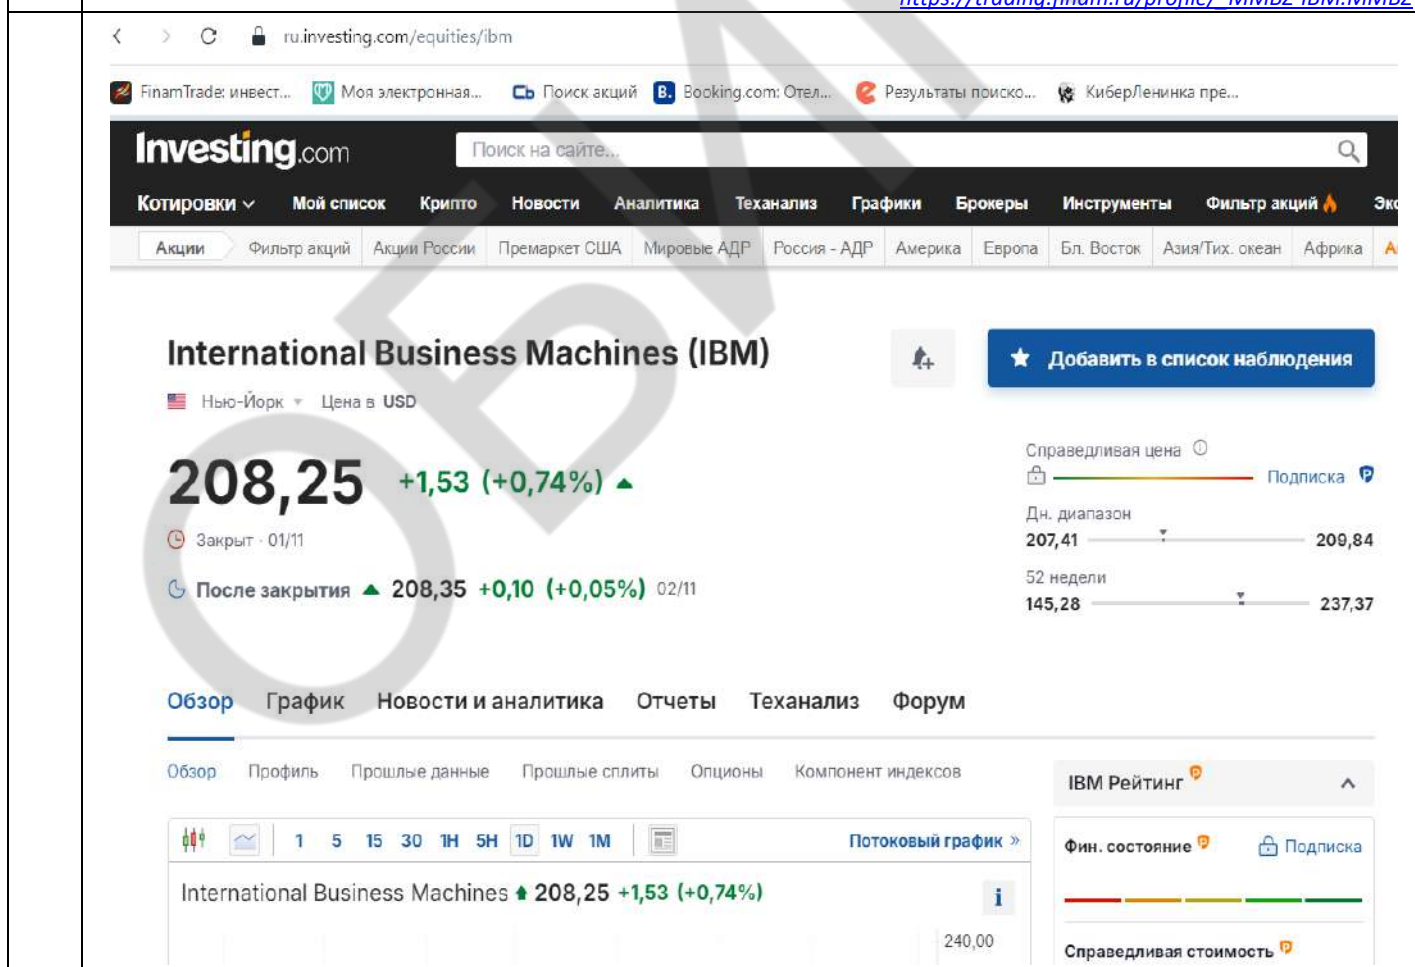 https://trading.finam.ru/profile/_MMBZ-IBM.MMBZ
ru.investing.com/equities/ibm
FinamTrade: инвест... Моя электронная... Сь Поиск акций B. Booking.com: Отел... Результаты поиско... КиберЛенинка пре...
Investing.com Поиск на сайте...
Котировки Мой список Крипто Новости Аналитика Теханализ Графики Брокеры Инструменты Фильтр акций Эко
Акции Фильтр акций Акции России Премаркет США Мировые АДР Россия - АДР Америка Европа Бл. Восток Азия/Тих. океан Африка А
International Business Machines (IBM)
Добавить в список наблюдения
Нью-Йорк Цена в USD
Справедливая цена
208,25 +1,53 (+0,74%)
Подписка
Дн. диапазон
Закрыт · 01/11
207,41 209,84
52 недели
После закрытия 208,35 +0,10 (+0,05%) 02/11
145,28 237,37
Обзор График Новости и аналитика Отчеты Теханализ Форум
Обзор Профиль Прошлые данные Прошлые сплиты Опционы Компонент индексов
IBM Рейтинг
1 5 15 30 1H 5H 1D 1W 1M Потоковый график »
Фин. состояние Подписка
International Business Machines 208,25 +1,53 (+0,74%)
240,00
Справедливая стоимость